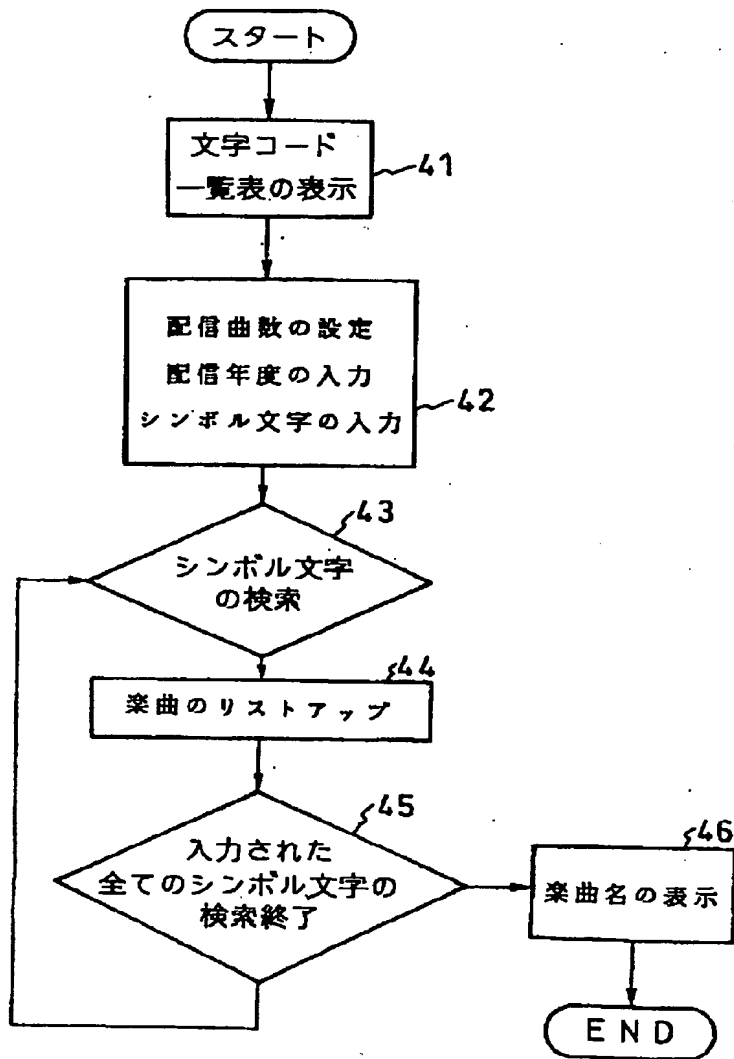 スタート
文字コード
一覧表の表示
41
配信曲数の設定
配信年度の入力
シンボル文字の入力
42
43
シンボル文字
の検索
44
楽曲のリストアップ
45
入力された
全てのシンボル文字の
検索終了
46
楽曲名の表示
END